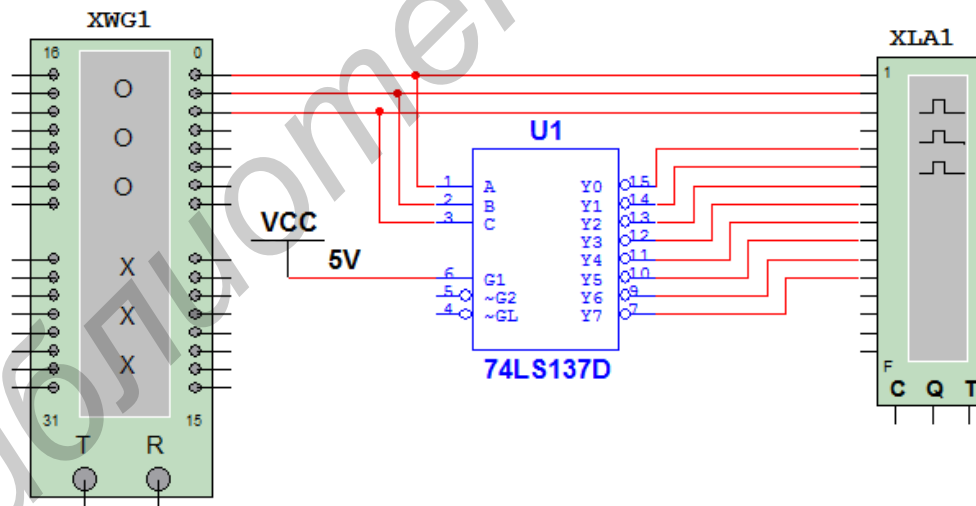 XWG1
XLA1
16 0
O
O
O
X
X
X
31 15
T R
VCC
5V
U1
1 A Y0 15
2 B Y1 14
3 C Y2 13
Y3 12
Y4 11
6 G1 Y5 10
5 ~G2 Y6 9
4 ~GL Y7 7
74LS137D
1
F
C Q T
блиоте